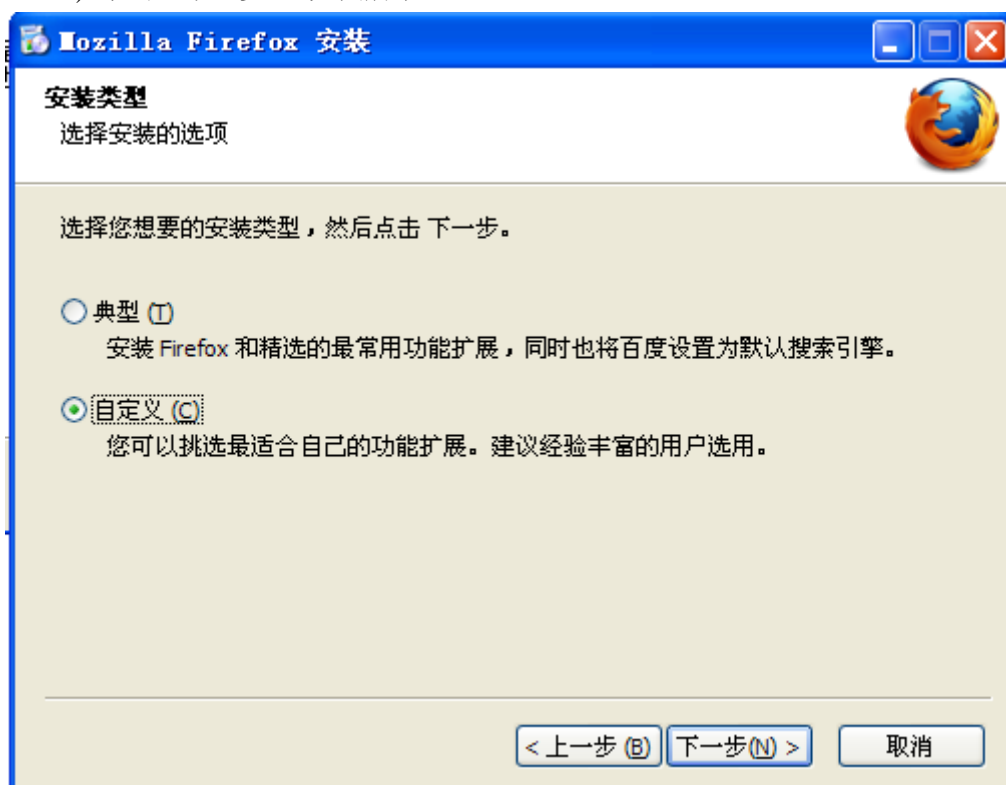 Mozilla Firefox 安装
安装类型
选择安装的选项
选择您想要的安装类型，然后点击 下一步。
典型 (T)
安装 Firefox 和精选的最常用功能扩展，同时也将百度设置为默认搜索引擎。
自定义 (C)
您可以挑选最适合自己的功能扩展。建议经验丰富的用户选用。
< 上一步 (B) 下一步(N) > 取消